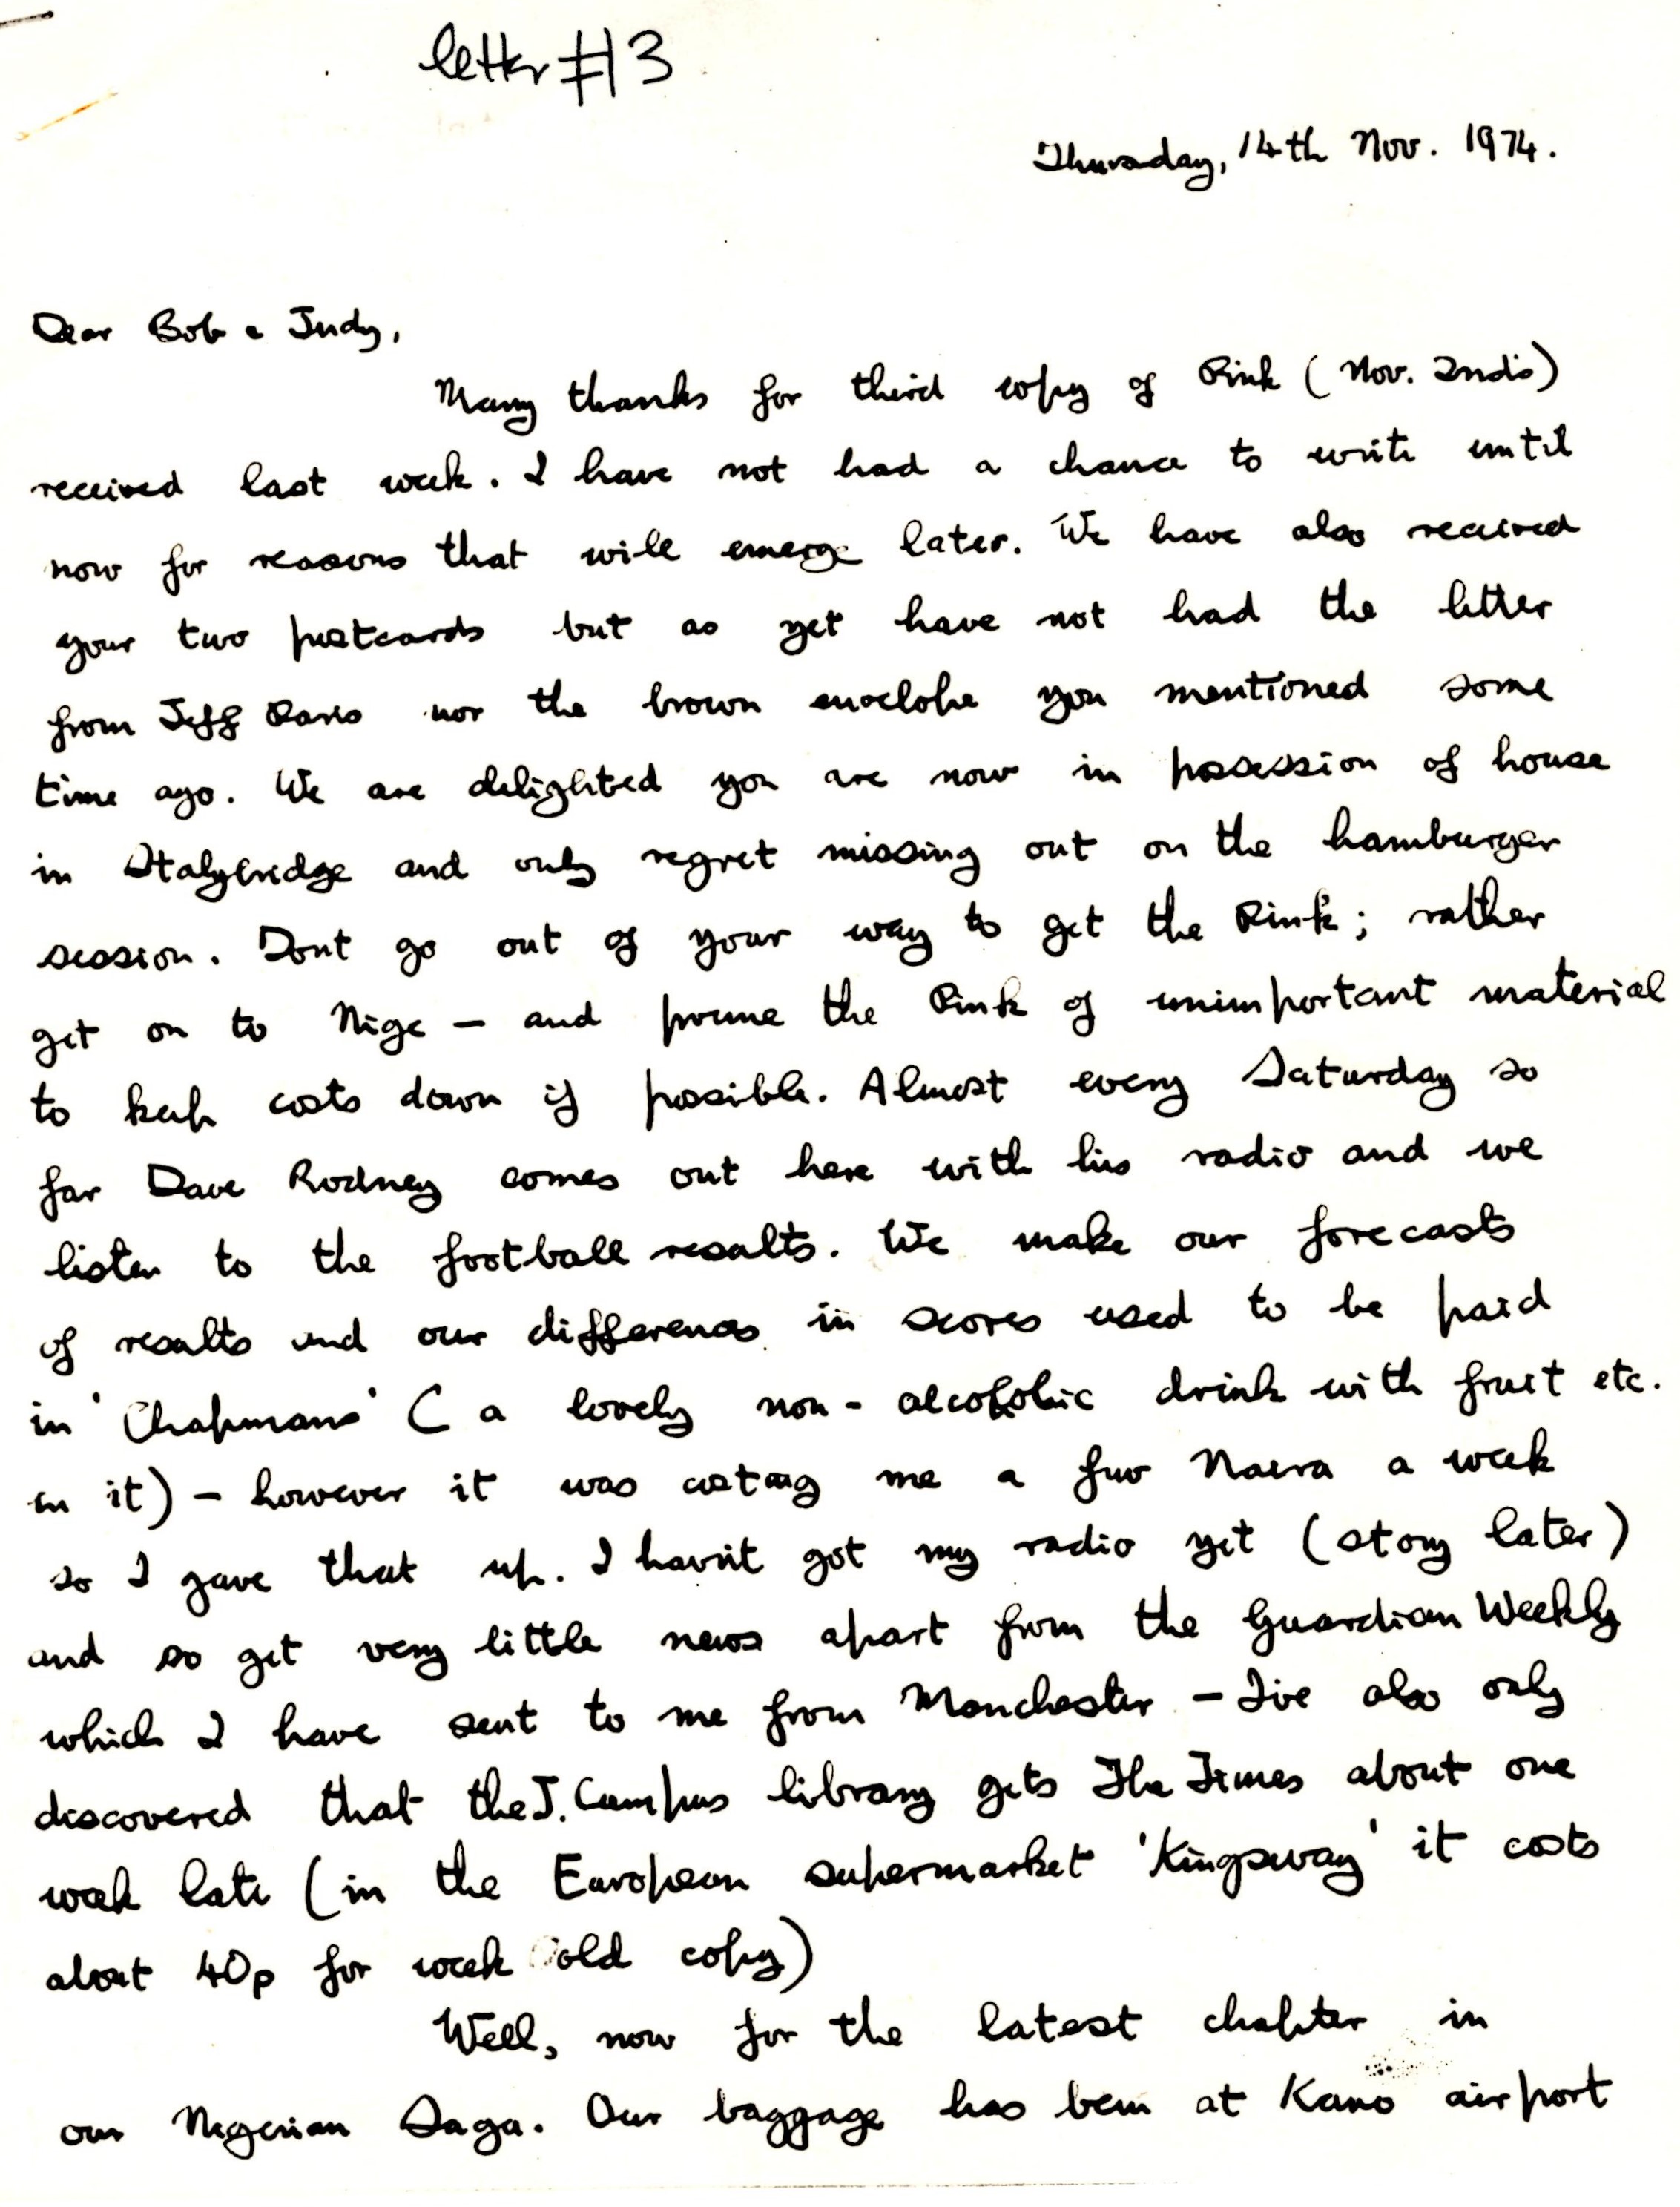 letter #3
Thursday, 14th Nov. 1974.
Dear Bob & Judy,
Many thanks for third copy of Pink (Nov. 2nd's)
received last week. I have not had a chance to write until
now for reasons that will emerge later. We have also received
your two postcards but as yet have not had the letter
from Jeff Davis nor the brown envelope you mentioned some
time ago. We are delighted you are now in possession of house
in Stalybridge and only regret missing out on the hamburger
session. Dont go out of your way to get the Pink; rather
get on to Nige - and prune the Pink of unimportant material
to keep costs down if possible. Almost every Saturday so
far Dave Rodney comes out here with his radio and we
listen to the football results. We make our forecasts
of results and our differences in scores used to be paid
in 'Chapmans' (a lovely non-alcoholic drink with fruit etc.
in it) - however it was costing me a few Naira a week
so I gave that up. I havn't got my radio yet (story later)
and so get very little news apart from the Guardian Weekly
which I have sent to me from Manchester - I've also only
discovered that the J. Campus library gets The Times about one
week late (in the European supermarket 'Kingsway' it costs
about 40p for week old copy)
Well, now for the latest chapter in
our Nigerian Saga. Our baggage has been at Kano airport